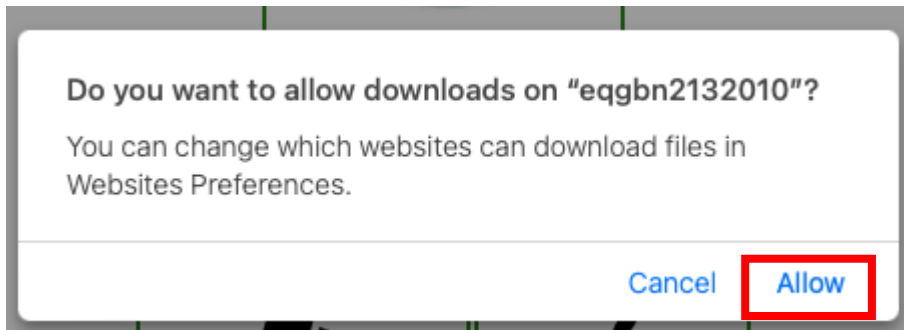 Do you want to allow downloads on “eqgbn2132010”?
You can change which websites can download files in
Websites Preferences.
Cancel Allow